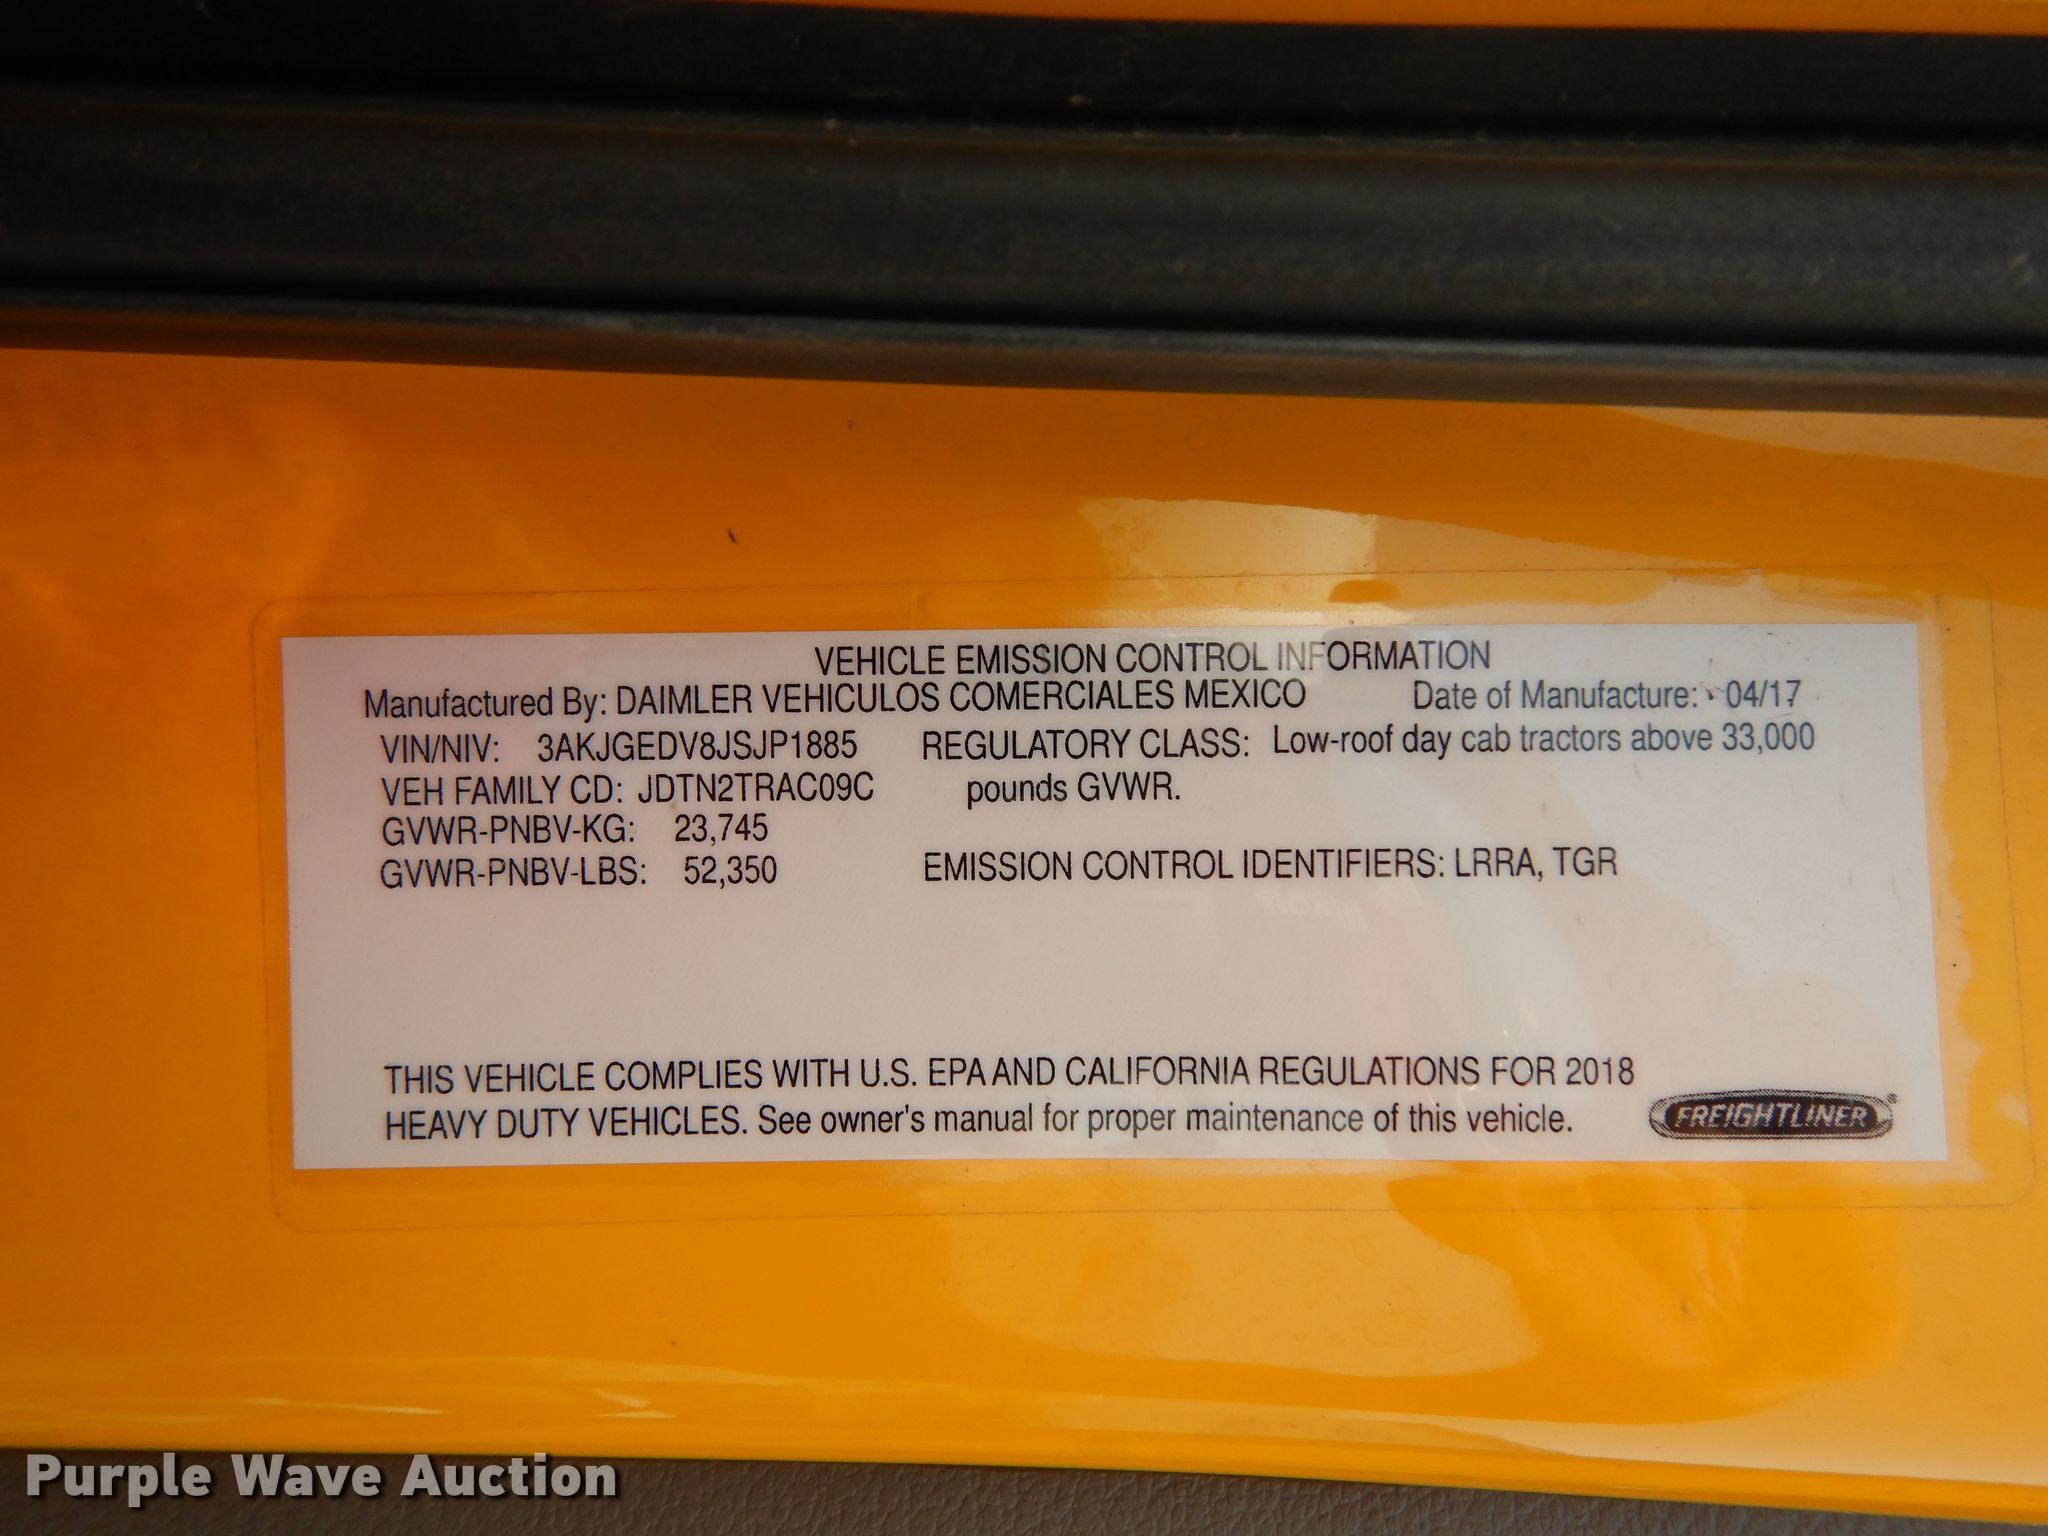 VEHICLE EMISSION CONTROL INFORMATION
Manufactured By: DAIMLER VEHICULOS COMERCIALES MEXICO Date of Manufacture: 04/17
VIN/NIV: 3AKJGEDV8JSJP1885 REGULATORY CLASS: Low-roof day cab tractors above 33,000
VEH FAMILY CD: JDTN2TRAC09C pounds GVWR.
GVWR-PNBV-KG: 23,745
GVWR-PNBV-LBS: 52,350 EMISSION CONTROL IDENTIFIERS: LRRA, TGR
THIS VEHICLE COMPLIES WITH U.S. EPA AND CALIFORNIA REGULATIONS FOR 2018
HEAVY DUTY VEHICLES. See owner's manual for proper maintenance of this vehicle.
FREIGHTLINER®
Purple Wave Auction